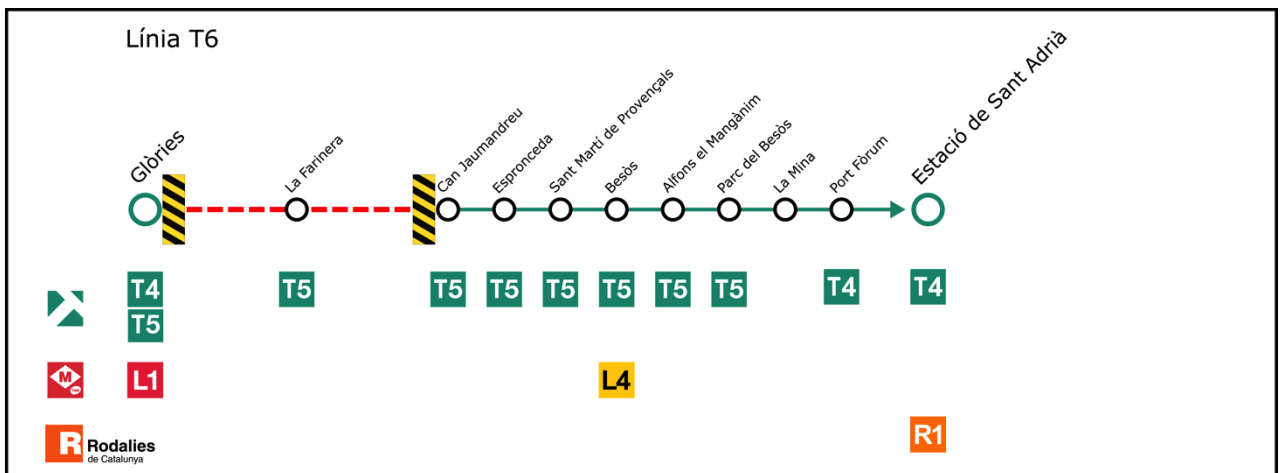 Línia T6
Glòries
La Farinera
Can Jaumandreu
Espronceda
Sant Martí de Provençals
Besòs
Alfons el Mangànim
Parc del Besòs
La Mina
Port Fòrum
Estació de Sant Adrià
T4 T5 T5 T5 T5 T5 T5 T5 T4 T4
T5
M L1 L4
R Rodalies
de Catalunya
R1